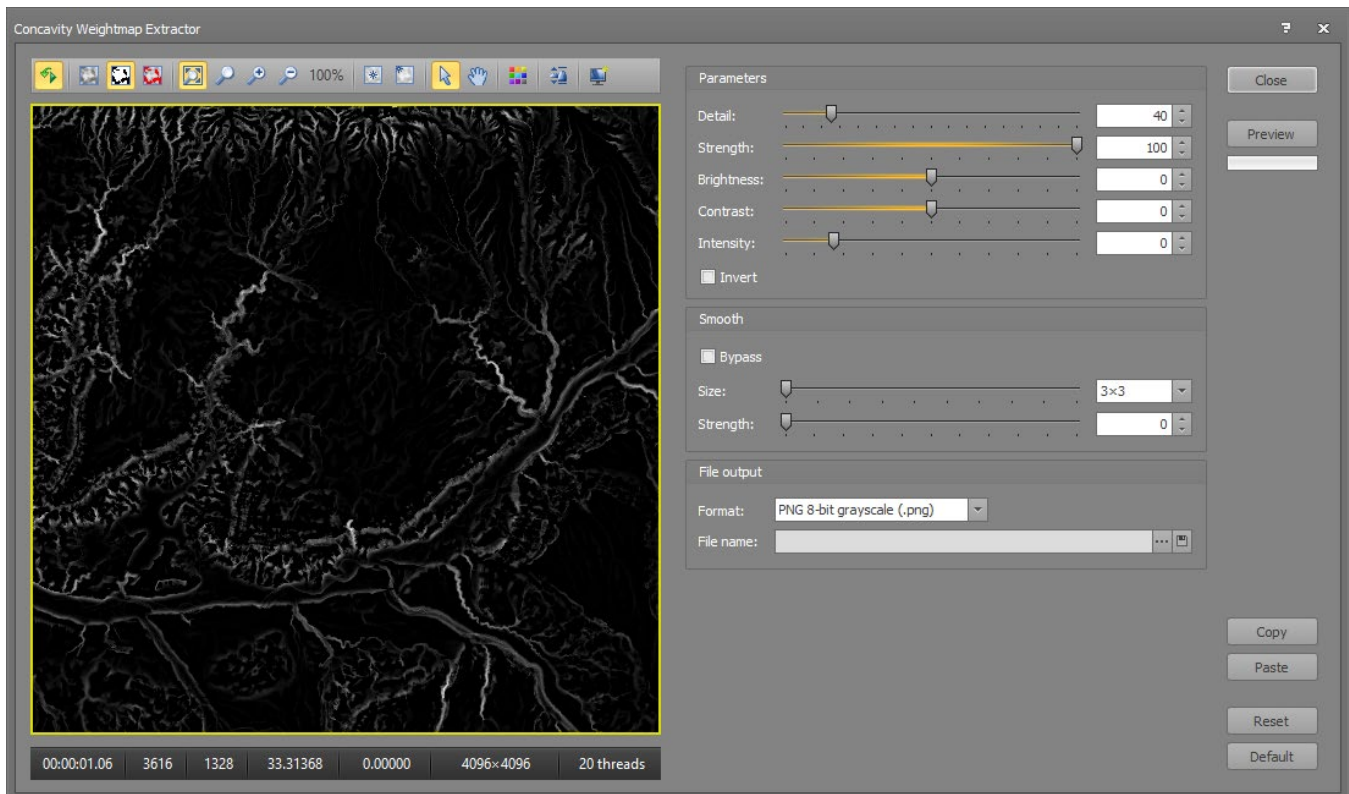 Concavity Weightmap Extractor
100%
Parameters
Detail: 40
Strength: 100
Brightness: 0
Contrast: 0
Intensity: 0
Invert
Smooth
Bypass
Size: 3×3
Strength: 0
File output
Format: PNG 8-bit grayscale (.png)
File name: ...
Close
Preview
Copy
Paste
Reset
Default
00:00:01.06 3616 1328 33.31368 0.00000 4096×4096 20 threads